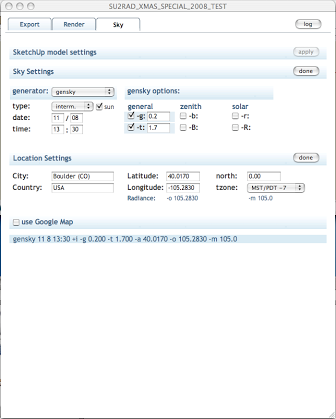 SU2RAD_XMAS_SPECIAL_2008_TEST
Export Render Sky log
SketchUp model settings apply
Sky Settings done
generator: gensky gensky options:
type: interm. sun general zenith solar
date: 11 / 08 -g: 0.2 -b: -r:
time: 13 : 30 -t: 1.7 -B: -R:
Location Settings done
City: Boulder (CO) Latitude: 40.0170 north: 0.00
Country: USA Longitude: -105.2830 tzone: MST/PDT -7
Radiance: -o 105.2830 -m 105.0
use Google Map
gensky 11 8 13:30 +i -g 0.200 -t 1.700 -a 40.0170 -o 105.2830 -m 105.0